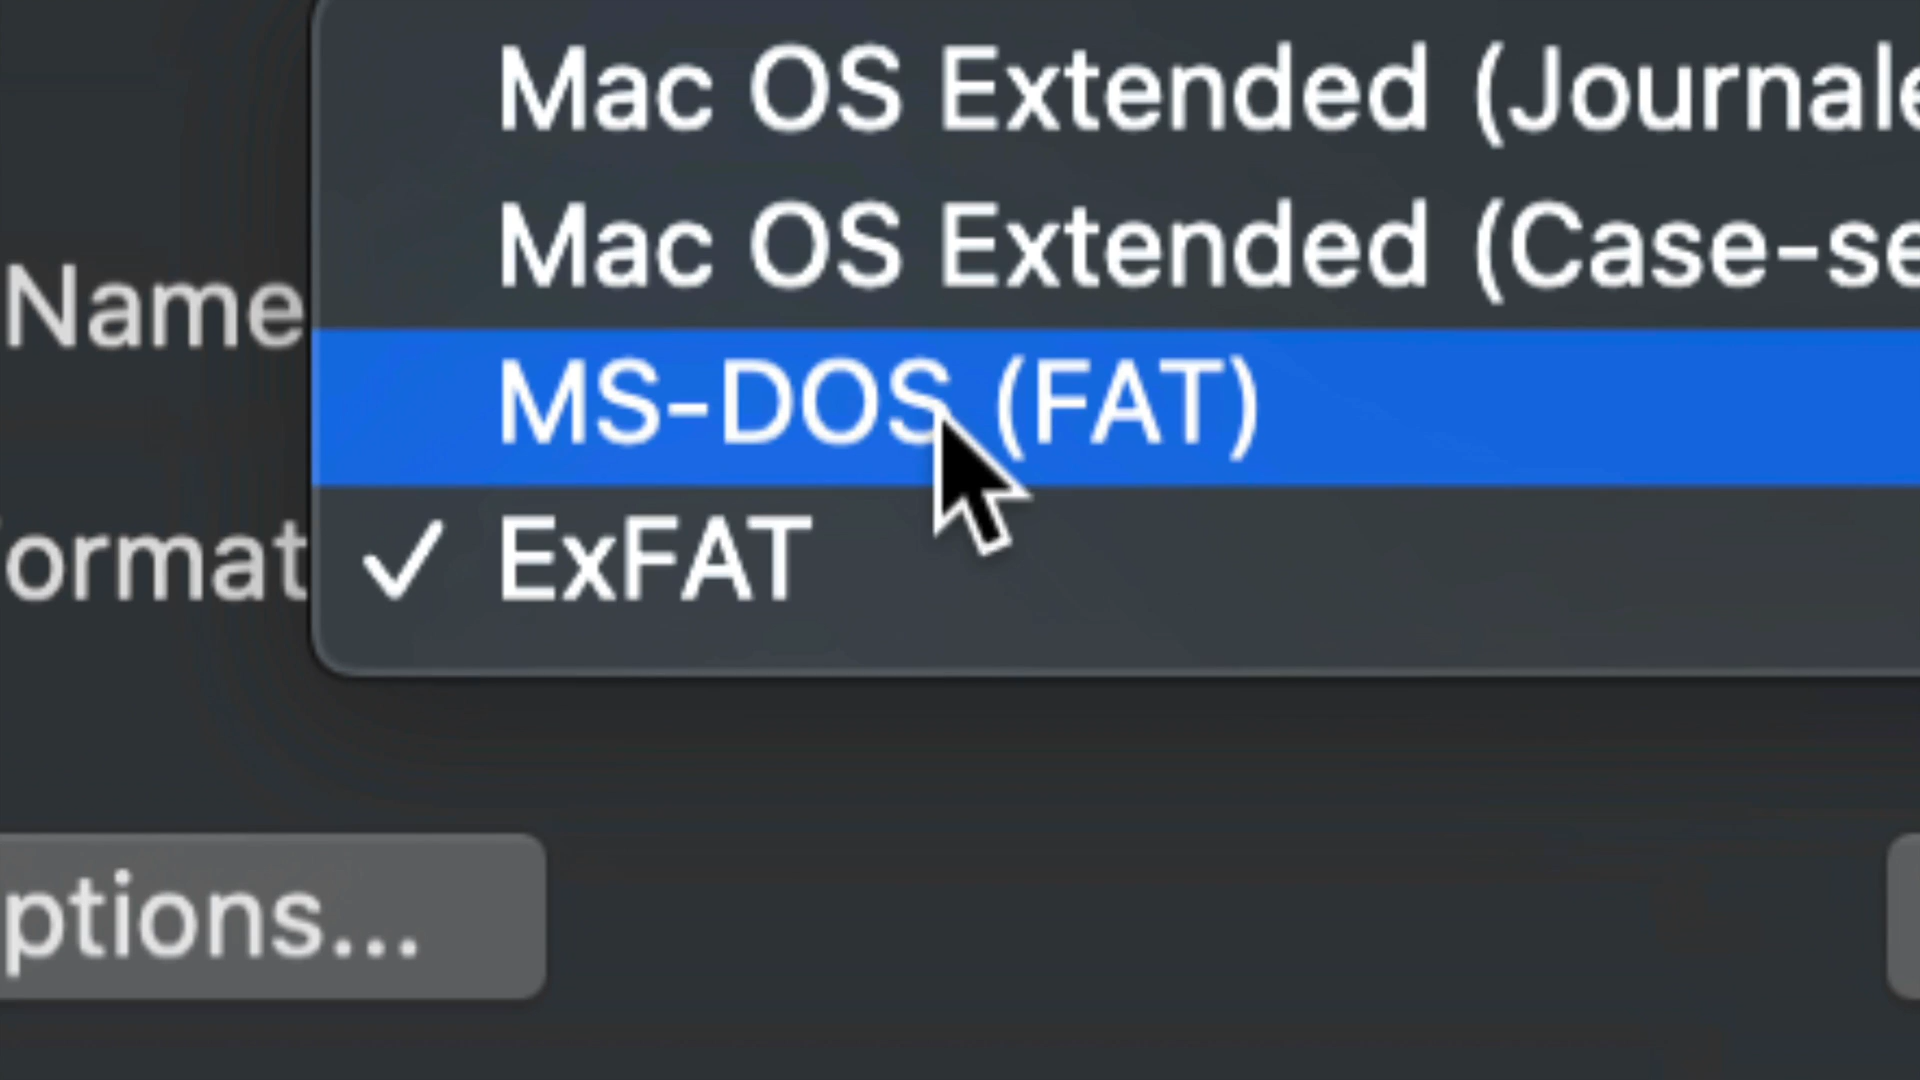 Mac OS Extended (Journale
Mac OS Extended (Case-se
Name
MS-DOS (FAT)
ormat
✓ ExFAT
ptions...